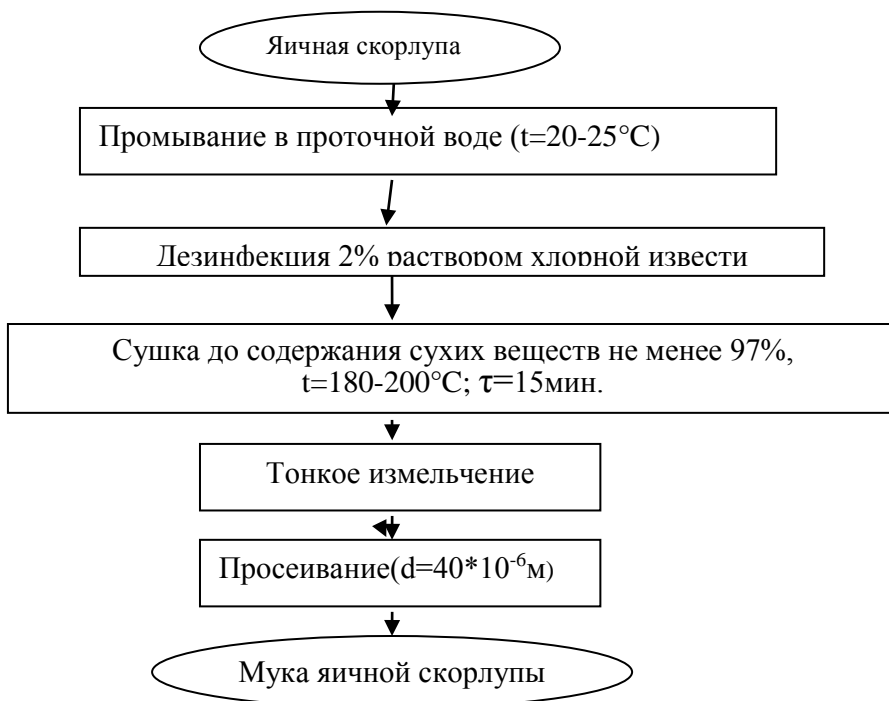 Яичная скорлупа
Промывание в проточной воде (t=20-25°С)
Дезинфекция 2% раствором хлорной извести
Сушка до содержания сухих веществ не менее 97%,
t=180-200°С; τ=15мин.
Тонкое измельчение
Просеивание(d=40*10⁻⁶м)
Мука яичной скорлупы